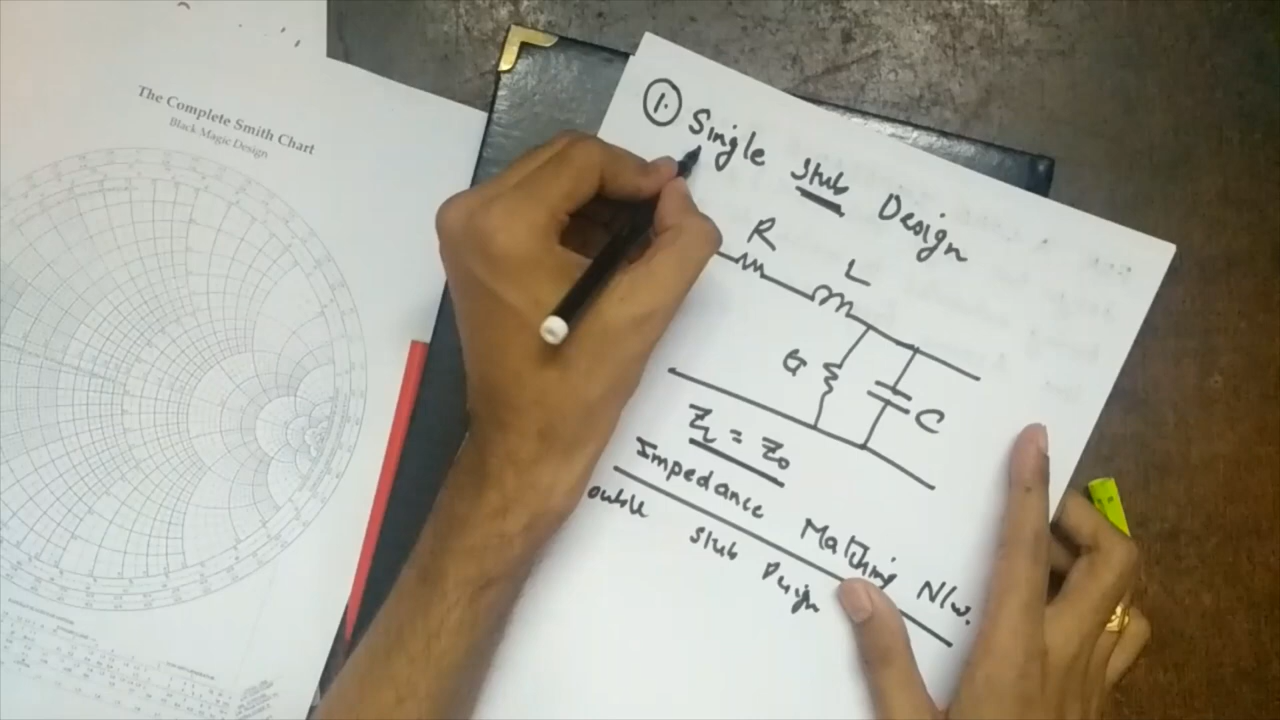 The Complete Smith Chart
Black Magic Design
1. Single Stub Design
R
L
G
C
ZL = Z0
Impedance Matching N/w.
ouble Stub Design